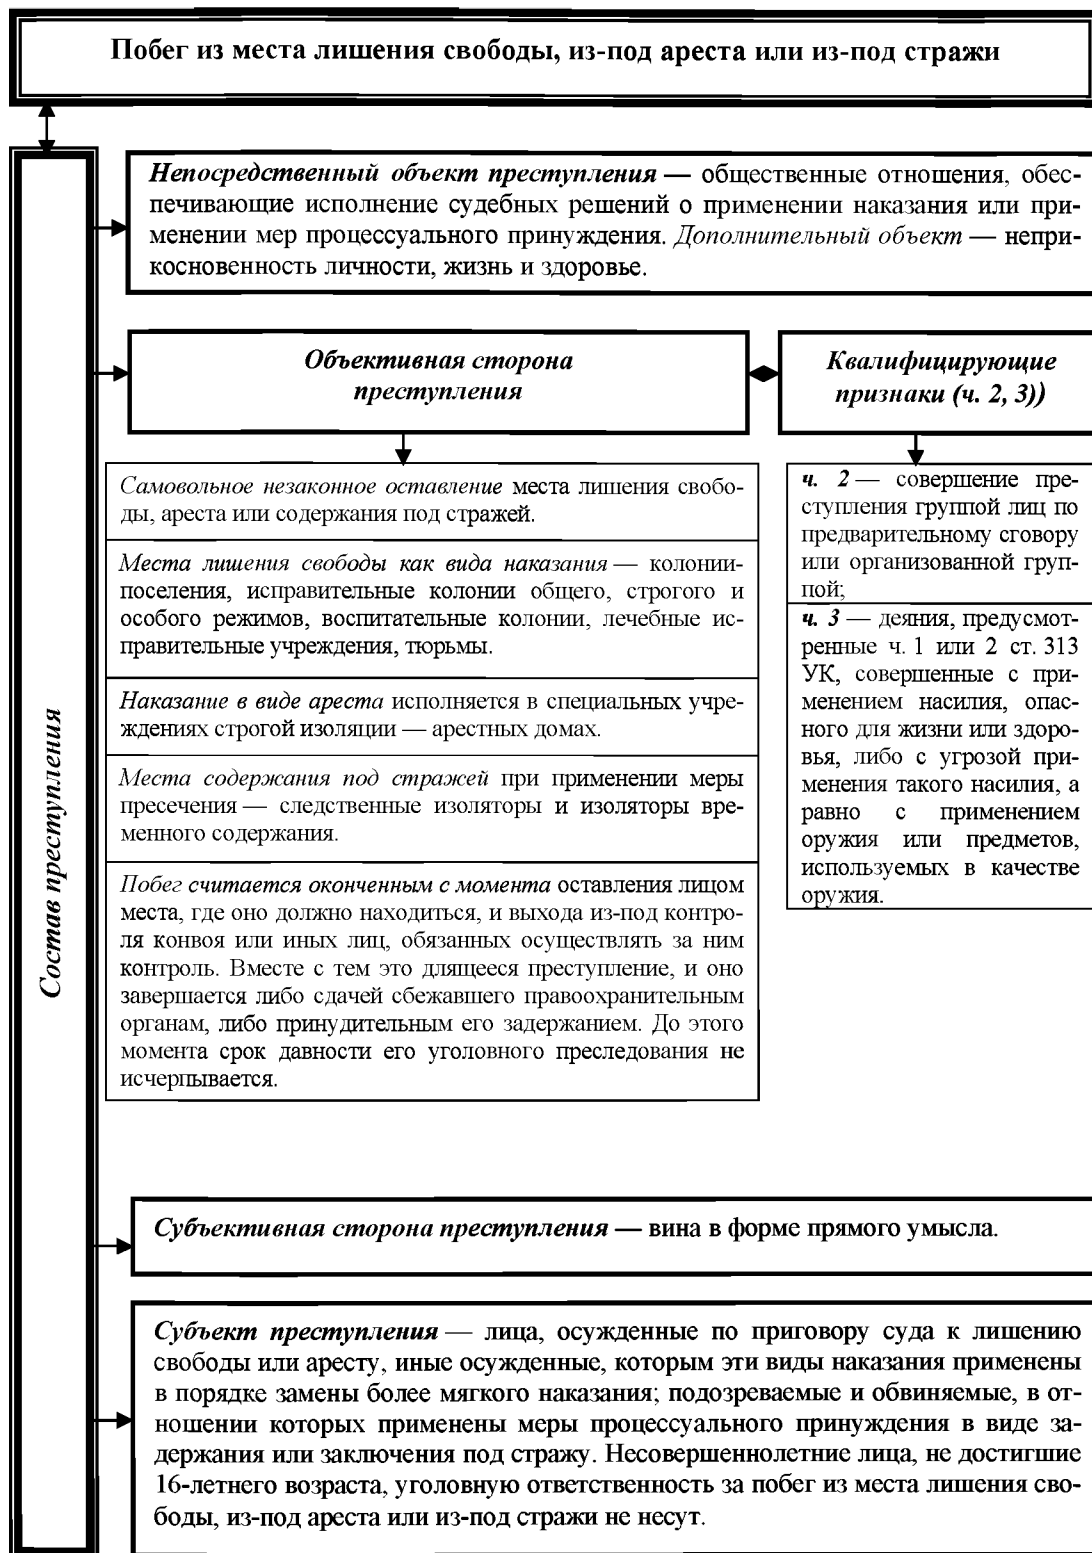 Побег из места лишения свободы, из-под ареста или из-под стражи
Состав преступления
Непосредственный объект преступления — общественные отношения, обес-
печивающие исполнение судебных решений о применении наказания или при-
менении мер процессуального принуждения. Дополнительный объект — непри-
косновенность личности, жизнь и здоровье.
Объективная сторона
преступления
Самовольное незаконное оставление места лишения свобо-
ды, ареста или содержания под стражей.
Места лишения свободы как вида наказания — колонии-
поселения, исправительные колонии общего, строгого и
особого режимов, воспитательные колонии, лечебные ис-
правительные учреждения, тюрьмы.
Наказание в виде ареста исполняется в специальных учре-
ждениях строгой изоляции — арестных домах.
Места содержания под стражей при применении меры
пресечения — следственные изоляторы и изоляторы вре-
менного содержания.
Побег считается оконченным с момента оставления лицом
места, где оно должно находиться, и выхода из-под контро-
ля конвоя или иных лиц, обязанных осуществлять за ним
контроль. Вместе с тем это длящееся преступление, и оно
завершается либо сдачей сбежавшего правоохранительным
органам, либо принудительным его задержанием. До этого
момента срок давности его уголовного преследования не
исчерпывается.
Квалифицирующие
признаки (ч. 2, 3))
ч. 2 — совершение пре-
ступления группой лиц по
предварительному сговору
или организованной груп-
пой;
ч. 3 — деяния, предусмот-
ренные ч. 1 или 2 ст. 313
УК, совершенные с при-
менением насилия, опас-
ного для жизни или здоро-
вья, либо с угрозой при-
менения такого насилия, а
равно с применением
оружия или предметов,
используемых в качестве
оружия.
Субъективная сторона преступления — вина в форме прямого умысла.
Субъект преступления — лица, осужденные по приговору суда к лишению
свободы или аресту, иные осужденные, которым эти виды наказания применены
в порядке замены более мягкого наказания; подозреваемые и обвиняемые, в от-
ношении которых применены меры процессуального принуждения в виде за-
держания или заключения под стражу. Несовершеннолетние лица, не достигшие
16-летнего возраста, уголовную ответственность за побег из места лишения сво-
боды, из-под ареста или из-под стражи не несут.